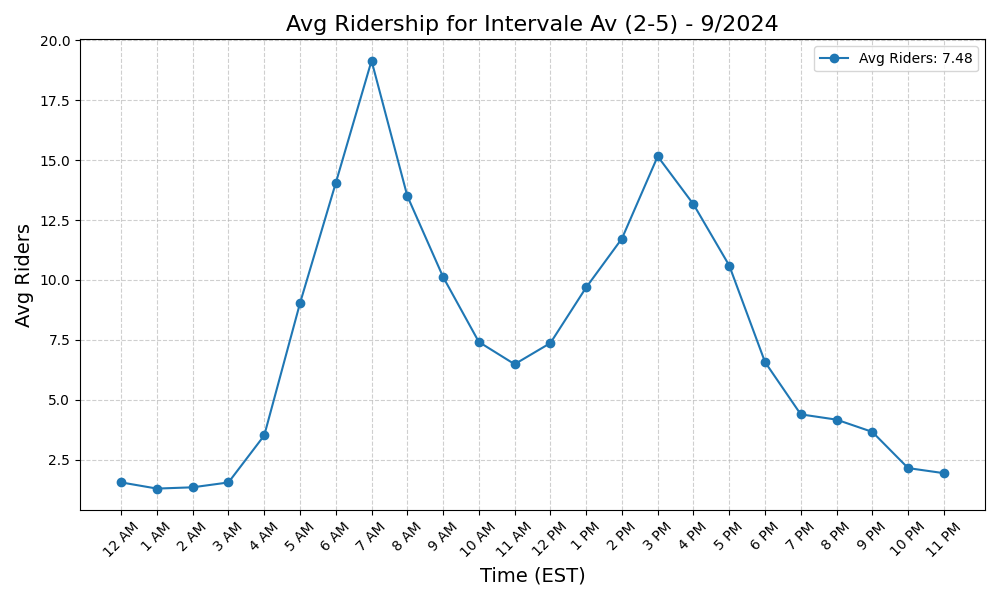 Avg Ridership for Intervale Av (2-5) - 9/2024
Avg Riders: 7.48
Avg Riders
20.0
17.5
15.0
12.5
10.0
7.5
5.0
2.5
12 AM
1 AM
2 AM
3 AM
4 AM
5 AM
6 AM
7 AM
8 AM
9 AM
10 AM
11 AM
12 PM
1 PM
2 PM
3 PM
4 PM
5 PM
6 PM
7 PM
8 PM
9 PM
10 PM
11 PM
Time (EST)